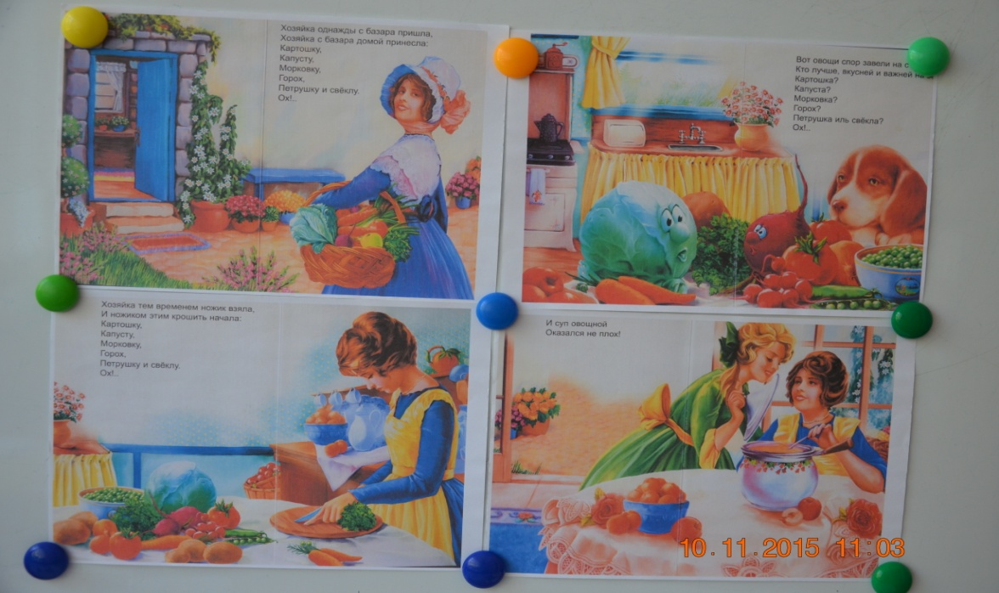 Хозяйка однажды с базара пришла,
Хозяйка с базара домой принесла:
Картошку,
Капусту,
Морковку,
Горох,
Петрушку и свёклу.
Ох!..
Вот овощи спор завели на
Кто лучше, вкусней и важней
Картошка?
Капуста?
Морковка?
Горох?
Петрушка иль свёкла?
Ох!..
Хозяйка тем временем ножик взяла,
И ножиком этим крошить начала:
Картошку,
Капусту,
Морковку,
Горох,
Петрушку и свёклу.
Ох!..
И суп овощной
Оказался не плох!
10.11.2015 11:03